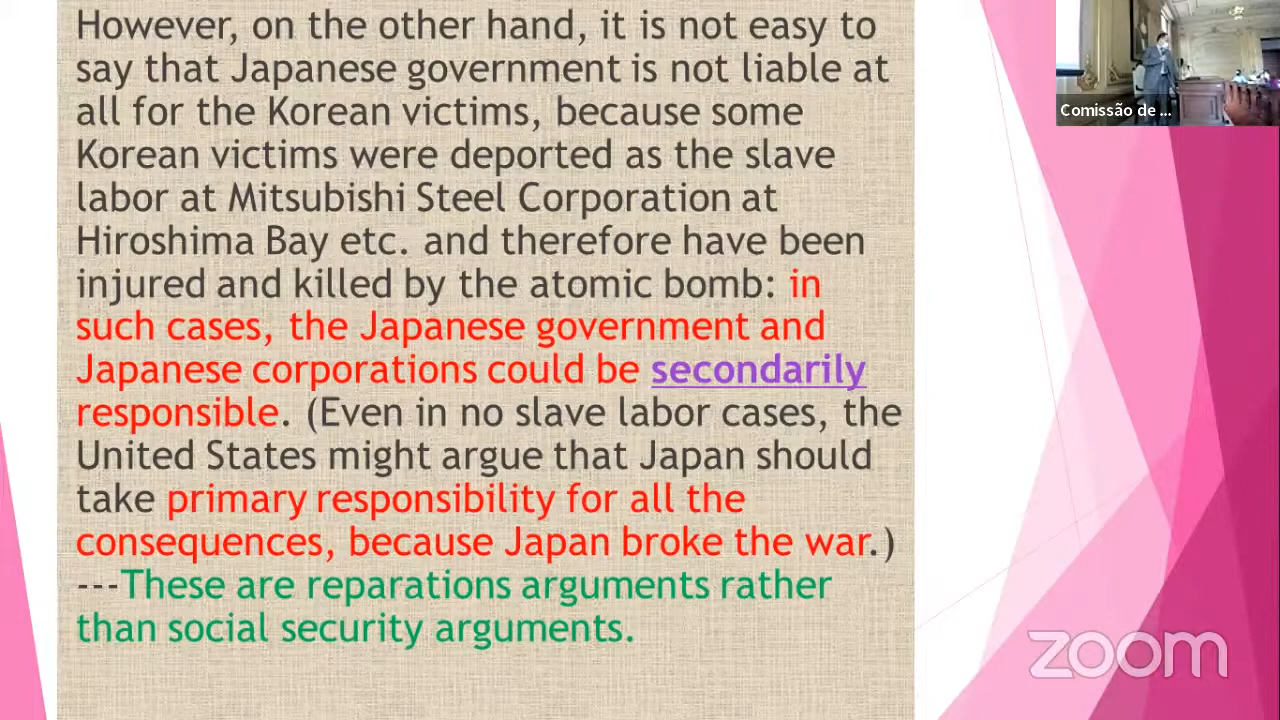 However, on the other hand, it is not easy to
say that Japanese government is not liable at
all for the Korean victims, because some
Korean victims were deported as the slave
labor at Mitsubishi Steel Corporation at
Hiroshima Bay etc. and therefore have been
injured and killed by the atomic bomb: in
such cases, the Japanese government and
Japanese corporations could be secondarily
responsible. (Even in no slave labor cases, the
United States might argue that Japan should
take primary responsibility for all the
consequences, because Japan broke the war.)
---These are reparations arguments rather
than social security arguments.
Comissão de ...
zoom